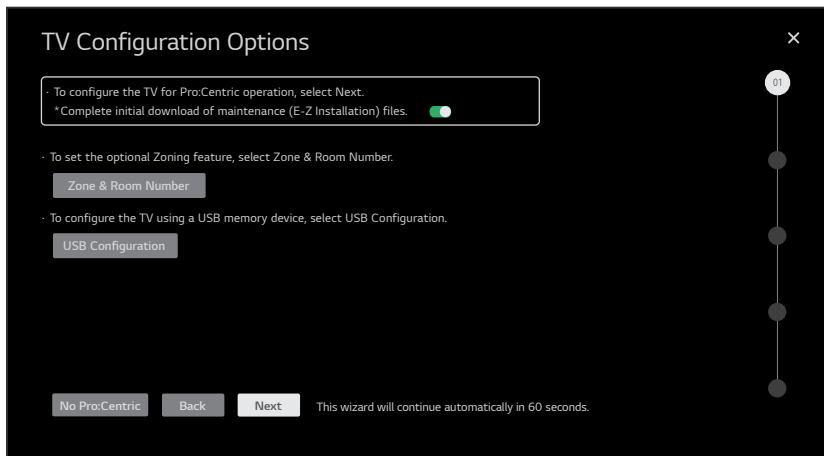 TV Configuration Options
×
01
· To configure the TV for Pro:Centric operation, select Next.
*Complete initial download of maintenance (E-Z Installation) files.
· To set the optional Zoning feature, select Zone & Room Number.
Zone & Room Number
· To configure the TV using a USB memory device, select USB Configuration.
USB Configuration
No Pro:Centric Back Next This wizard will continue automatically in 60 seconds.